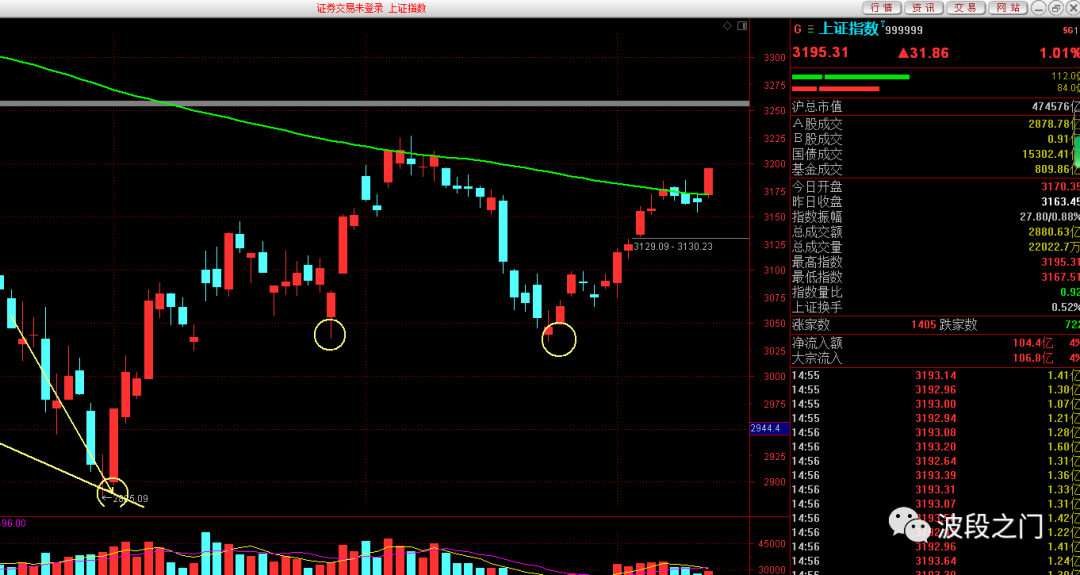 证券交易未登录 上证指数
行情 资讯 交易 网站
G 上证指数 999999
SG1
3195.31 ▲31.86 1.01%
112.0亿
84.0亿
沪总市值 474576亿
A股成交 2878.78亿
B股成交 0.91亿
国债成交 15302.41亿
基金成交 809.86亿
今日开盘 3170.35
昨日收盘 3163.45
指数振幅 27.80/0.88%
总成交额 2880.63亿
总成交量 22022.7万
最高指数 3195.31
最低指数 3167.51
指数量比 0.92
上证换手 0.52%
涨家数 1405 跌家数 722
净流入额 104.4亿 4%
大宗流入 106.8亿 4%
14:55 3193.14 1.41亿
14:55 3192.96 1.30亿
14:55 3193.00 1.07亿
14:55 3192.94 1.21亿
14:56 3193.08 1.28亿
14:56 3193.20 1.60亿
14:56 3192.64 1.31亿
14:56 3193.39 1.36亿
14:56 3193.31 1.33亿
14:56 3193.07 1.31亿
14:56 1.42亿
14:56 1.22亿
14:56 3192.96 1.41亿
14:56 3193.64 1.24亿
3300
3275
3250
3225
3200
3175
3150
3125
3100
3075
3050
3025
3000
2975
2944.4
2925
2900
45000
30000
3129.09 - 3130.23
96.00
波段之门